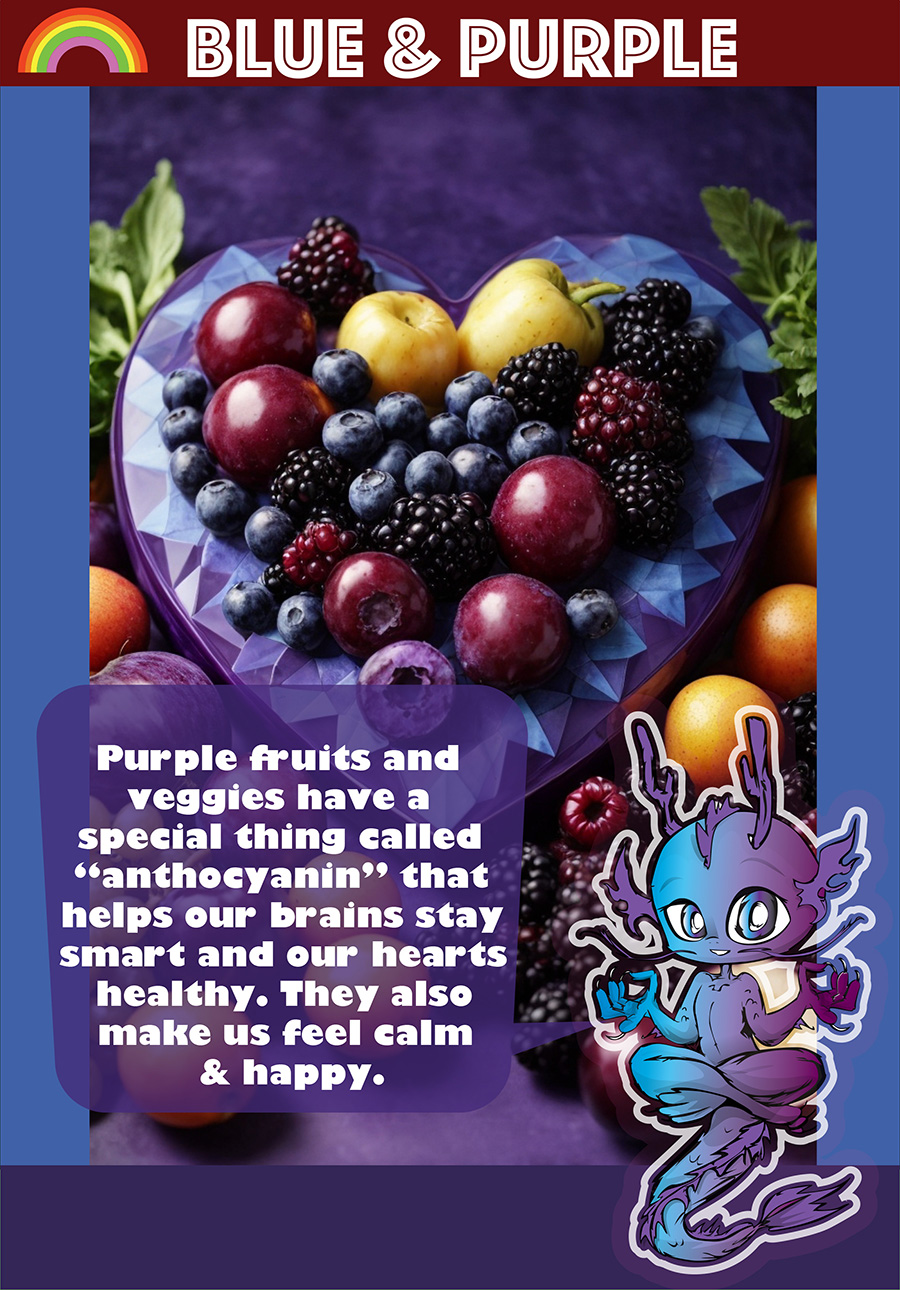 BLUE & PURPLE
Purple fruits and
veggies have a
special thing called
“anthocyanin” that
helps our brains stay
smart and our hearts
healthy. They also
make us feel calm
& happy.